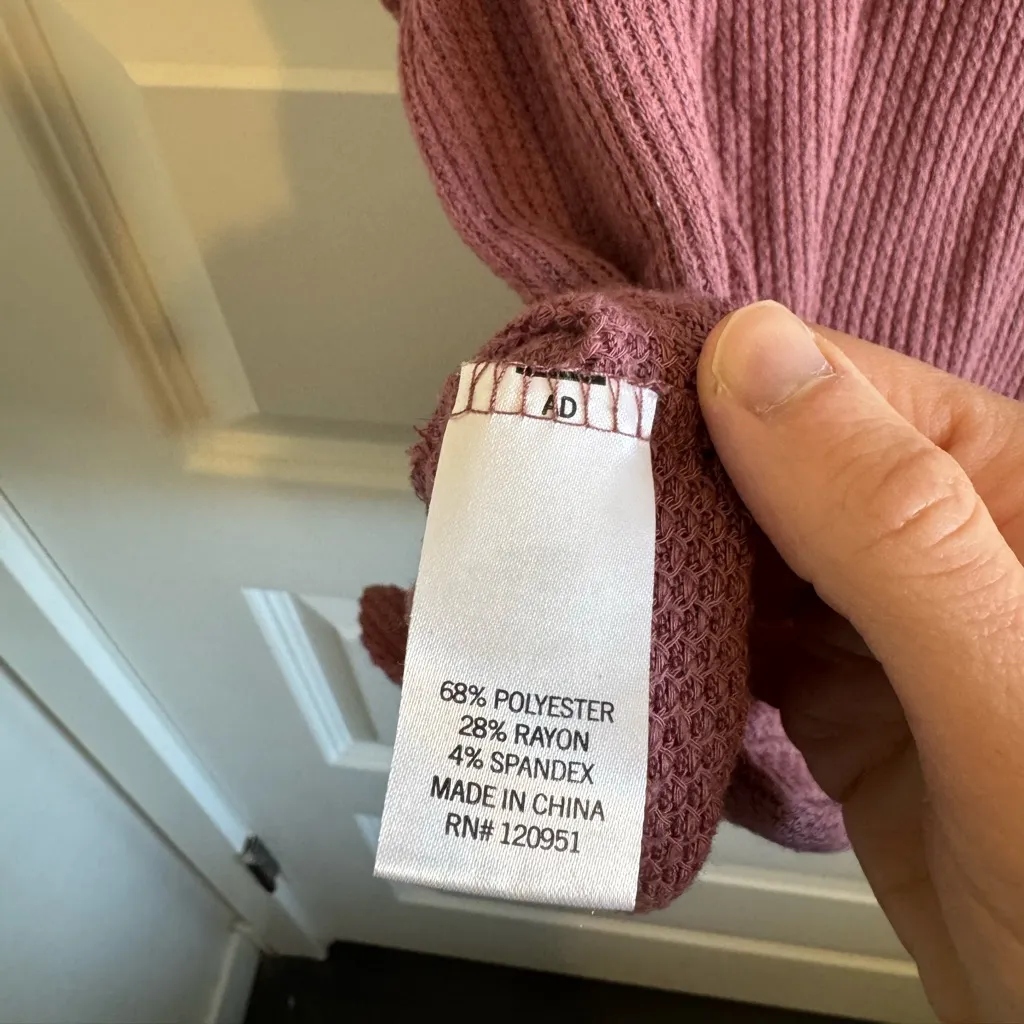 AD
68% POLYESTER
28% RAYON
4% SPANDEX
MADE IN CHINA
RN# 120951